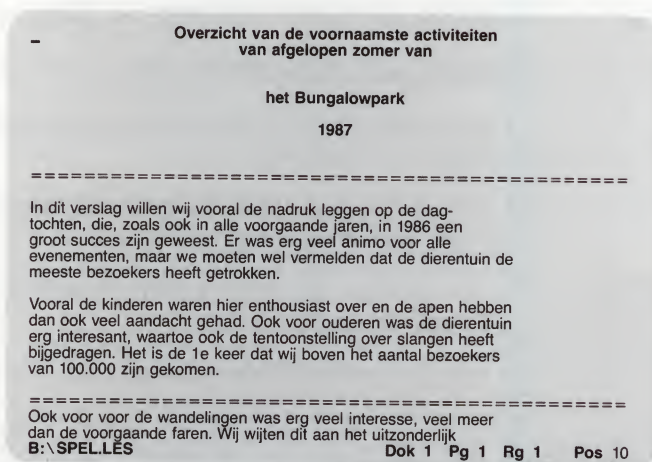 Overzicht van de voornaamste activiteiten
van afgelopen zomer van
het Bungalowpark
1987
==============================================
In dit verslag willen wij vooral de nadruk leggen op de dag-
tochten, die, zoals ook in alle voorgaande jaren, in 1986 een
groot succes zijn geweest. Er was erg veel animo voor alle
evenementen, maar we moeten wel vermelden dat de dierentuin de
meeste bezoekers heeft getrokken.
Vooral de kinderen waren hier enthousiast over en de apen hebben
dan ook veel aandacht gehad. Ook voor ouderen was de dierentuin
erg interesant, waartoe ook de tentoonstelling over slangen heeft
bijgedragen. Het is de 1e keer dat wij boven het aantal bezoekers
van 100.000 zijn gekomen.
==============================================
Ook voor voor de wandelingen was erg veel interesse, veel meer
dan de voorgaande faren. Wij wijten dit aan het uitzonderlijk
B:\SPEL.LES Dok 1 Pg 1 Rg 1 Pos 10